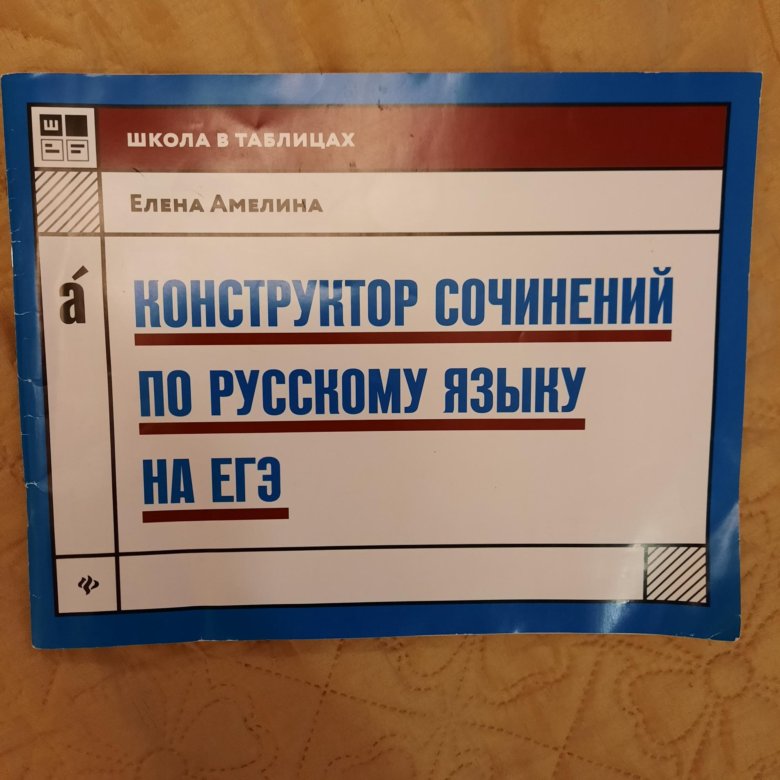 ШКОЛА В ТАБЛИЦАХ
ЕЛЕНА АМЕЛИНА
а́
КОНСТРУКТОР СОЧИНЕНИЙ
ПО РУССКОМУ ЯЗЫКУ
НА ЕГЭ